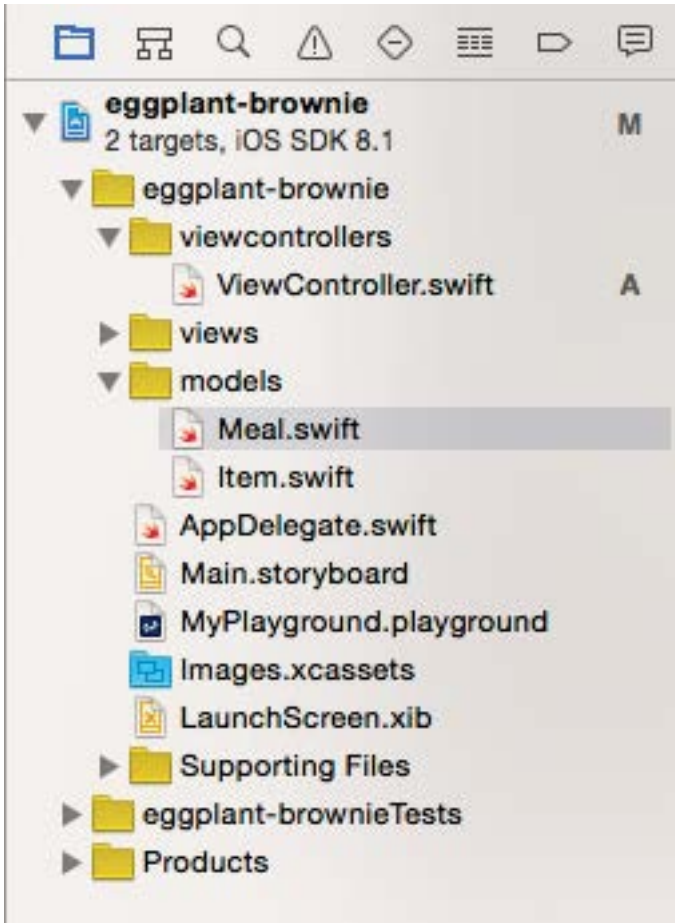 eggplant-brownie
2 targets, iOS SDK 8.1
M
eggplant-brownie
viewcontrollers
ViewController.swift
A
views
models
Meal.swift
Item.swift
AppDelegate.swift
Main.storyboard
MyPlayground.playground
Images.xcassets
LaunchScreen.xib
Supporting Files
eggplant-brownieTests
Products